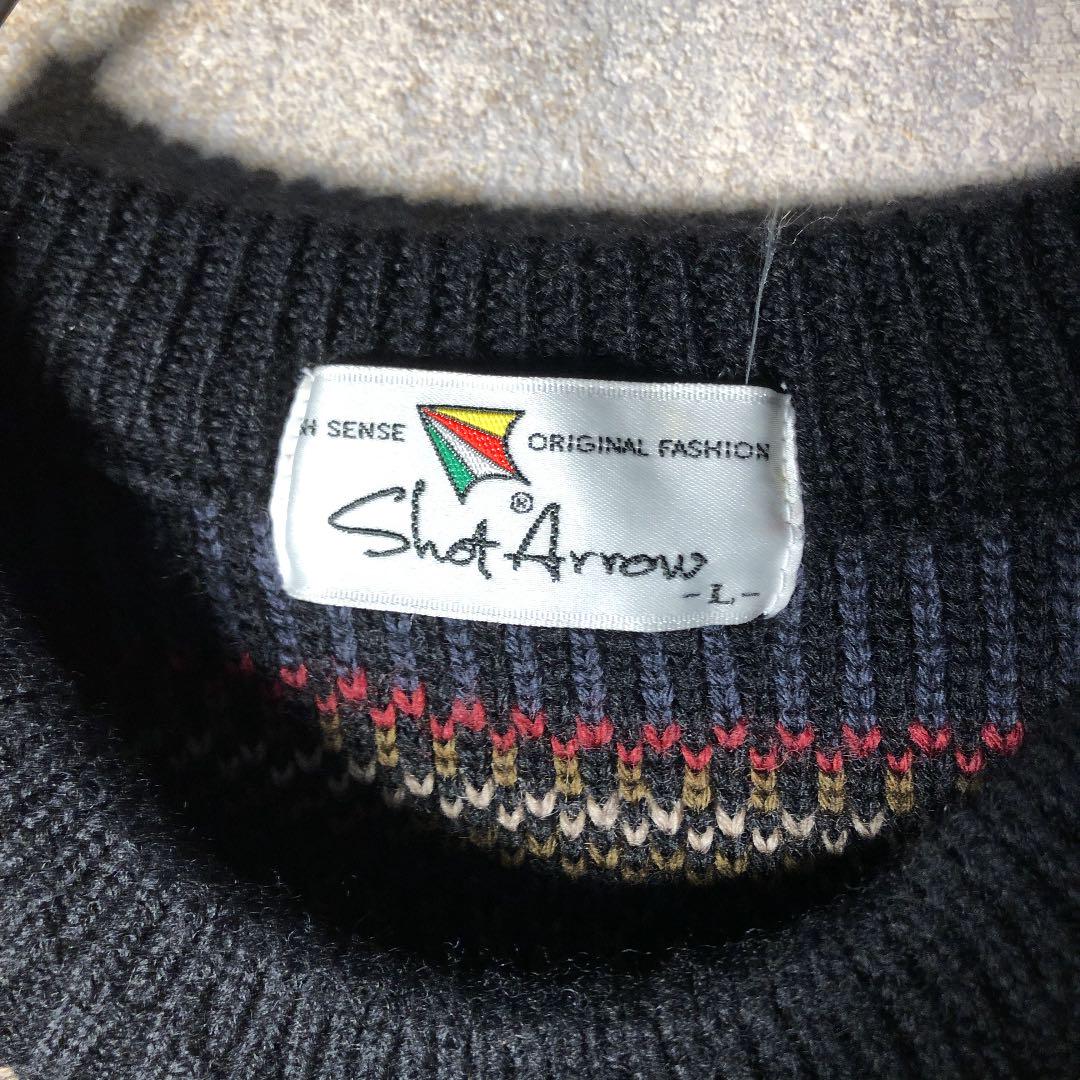 SENSE ORIGINAL FASHION
®
Shot Arrow
-L-